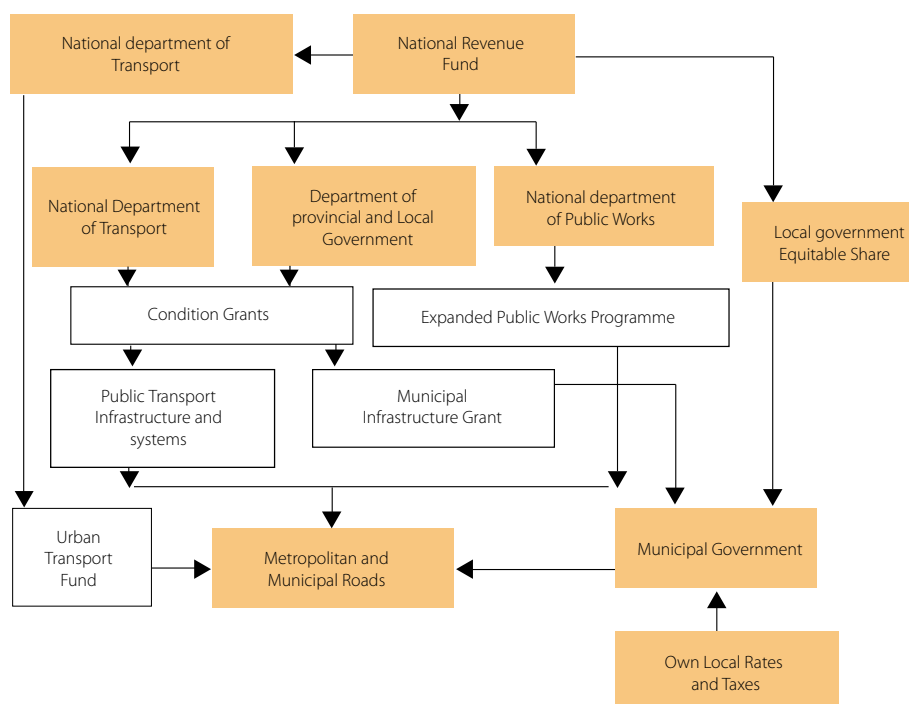 National department of
Transport
National Revenue
Fund
National Department
of Transport
Department of
provincial and Local
Government
National department
of Public Works
Local government
Equitable Share
Condition Grants
Expanded Public Works Programme
Public Transport
Infrastructure and
systems
Municipal
Infrastructure Grant
Urban
Transport
Fund
Metropolitan and
Municipal Roads
Municipal Government
Own Local Rates
and Taxes